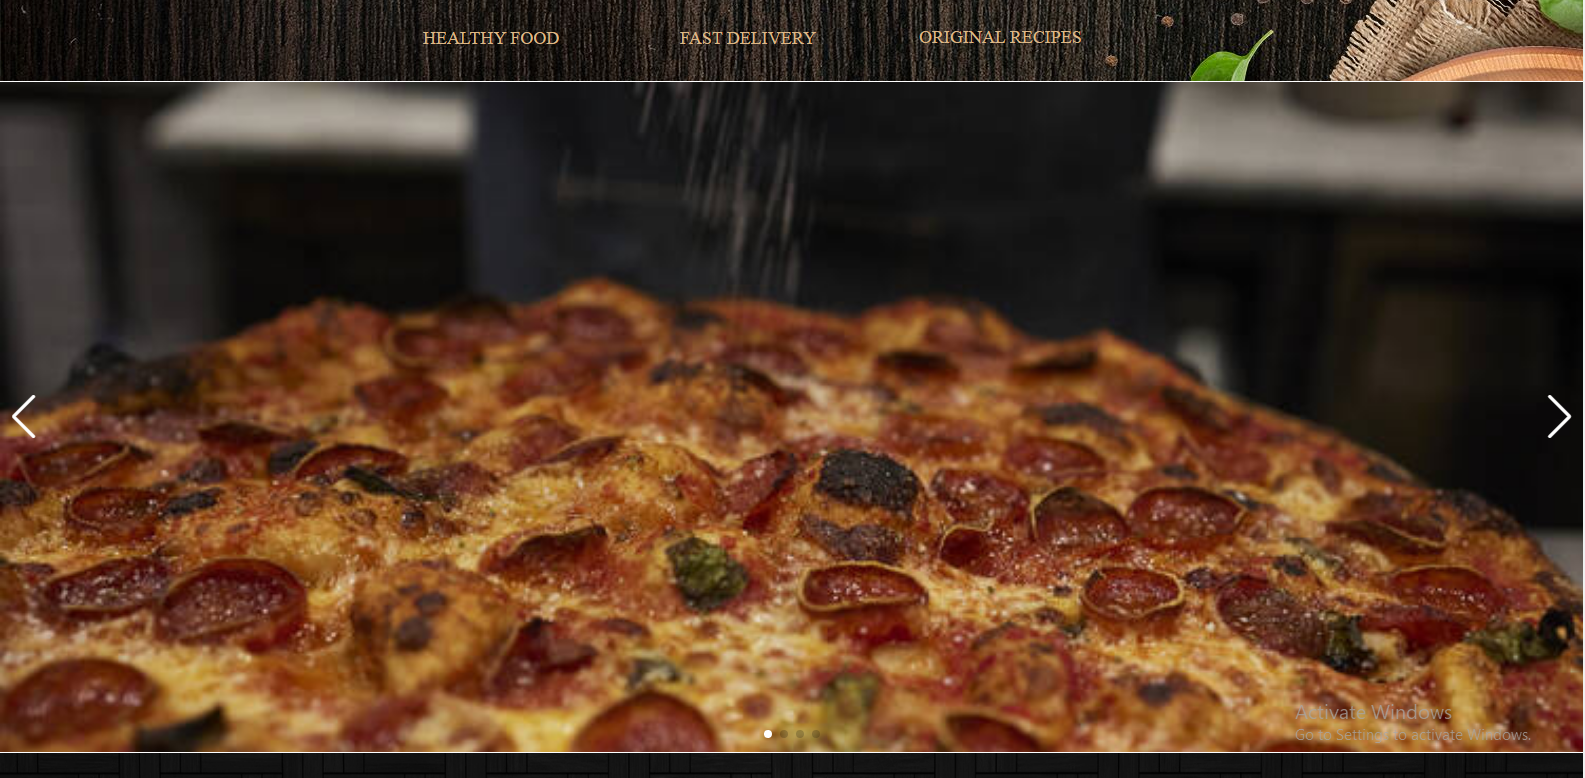 HEALTHY FOOD
FAST DELIVERY
ORIGINAL RECIPES
Activate Windows
Go to Settings to activate Windows.